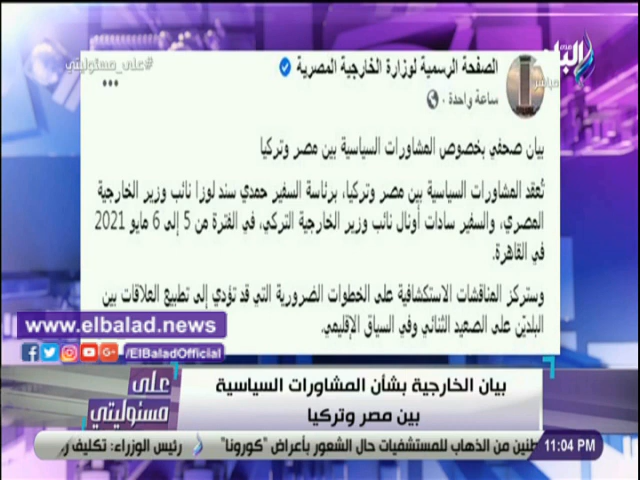 #على_مسئوليتي
صدى البلد
مباشر
الصفحة الرسمية لوزارة الخارجية المصرية
ساعة واحدة ·
بيان صحفي بخصوص المشاورات السياسية بين مصر وتركيا
تُعقد المشاورات السياسية بين مصر وتركيا، برئاسة السفير حمدي سند لوزا نائب وزير الخارجية
المصري، والسفير سادات أونال نائب وزير الخارجية التركي، في الفترة من 5 إلى 6 مايو 2021
في القاهرة.
وستركز المناقشات الاستكشافية على الخطوات الضرورية التي قد تؤدي إلى تطبيع العلاقات بين
البلدين على الصعيد الثنائي وفي السياق الإقليمي.
www.elbalad.news
/ElBaladOfficial
على
مسئوليتي
بيان الخارجية بشأن المشاورات السياسية
بين مصر وتركيا
طنين من الذهاب للمستشفيات حال الشعور بأعراض "كورونا" رئيس الوزراء: تكليف و
11:04 PM